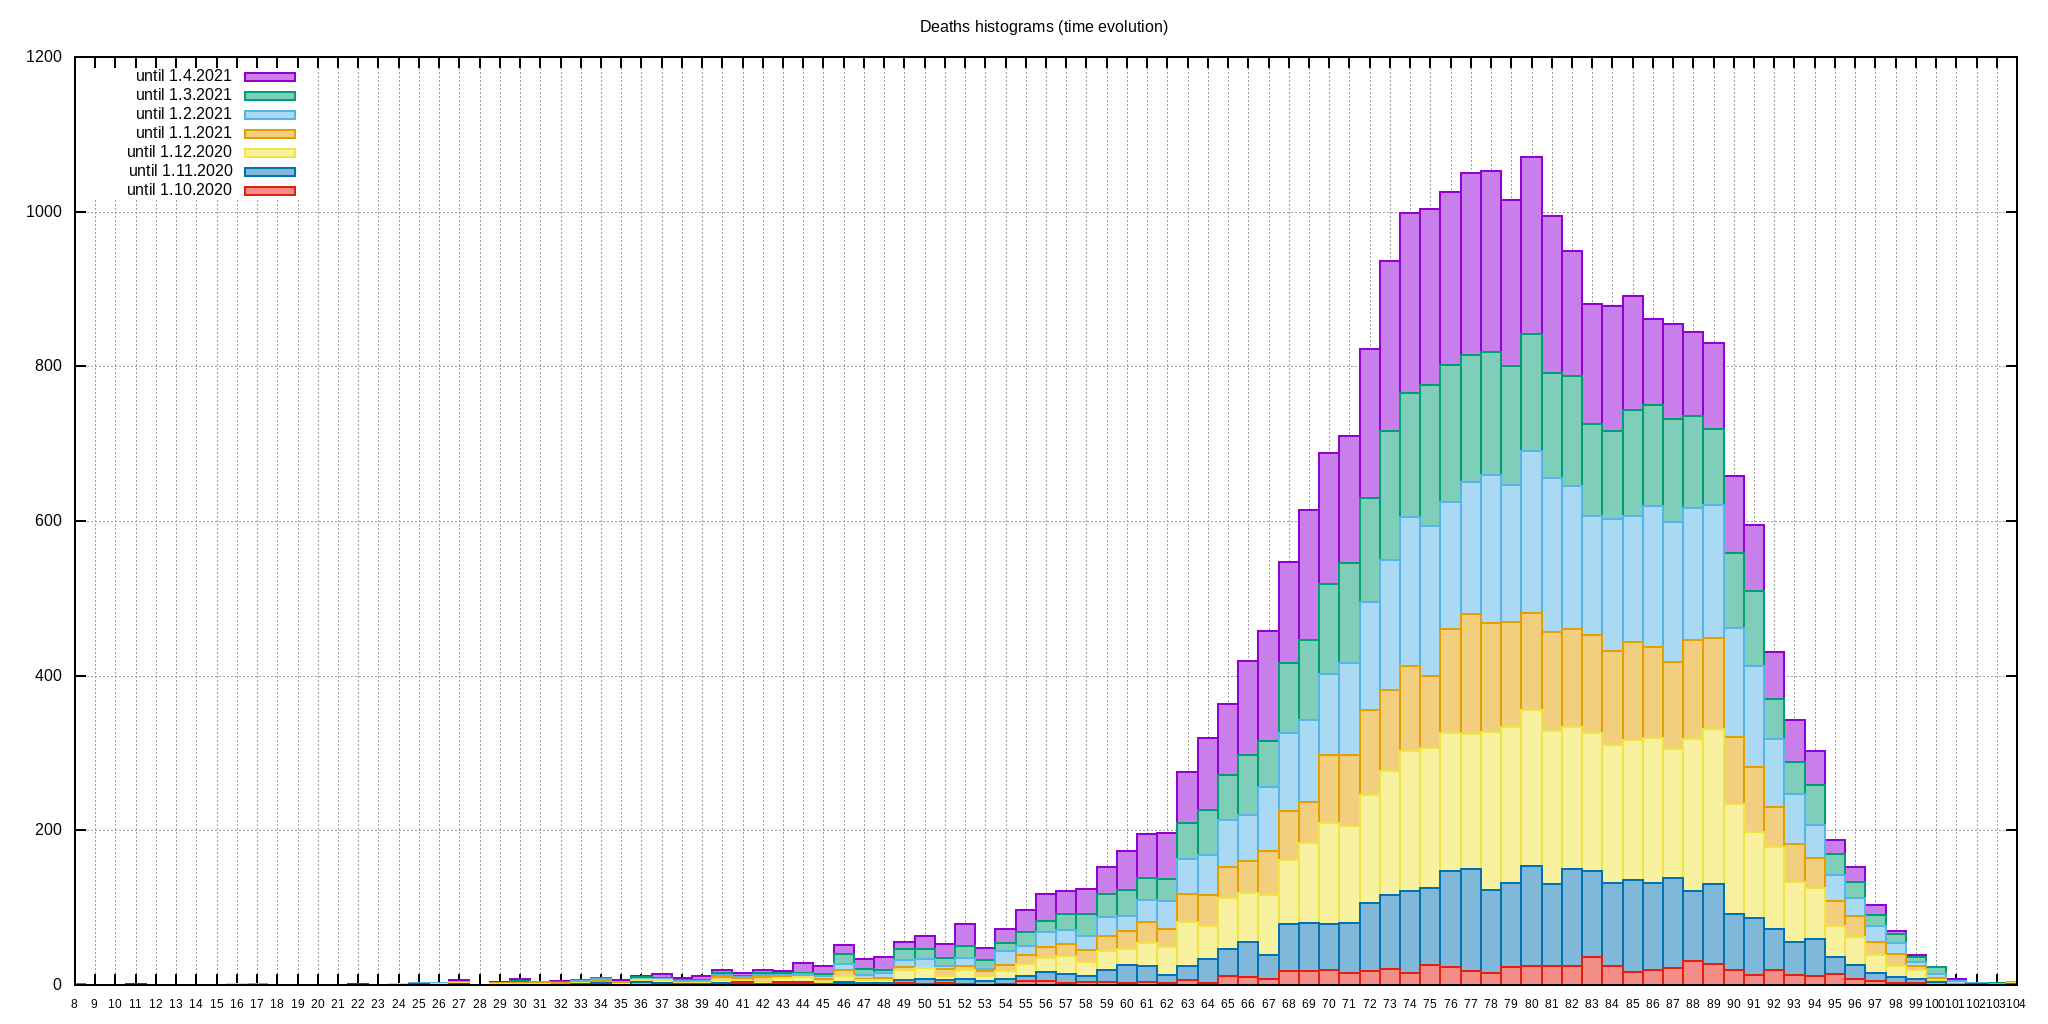 Deaths histograms (time evolution)
1200
until 1.4.2021
until 1.3.2021
until 1.2.2021
until 1.1.2021
until 1.12.2020
until 1.11.2020
until 1.10.2020
1000
800
600
400
200
0
8 9 10 11 12 13 14 15 16 17 18 19 20 21 22 23 24 25 26 27 28 29 30 31 32 33 34 35 36 37 38 39 40 41 42 43 44 45 46 47 48 49 50 51 52 53 54 55 56 57 58 59 60 61 62 63 64 65 66 67 68 69 70 71 72 73 74 75 76 77 78 79 80 81 82 83 84 85 86 87 88 89 90 91 92 93 94 95 96 97 98 99 100 101 102 103 104